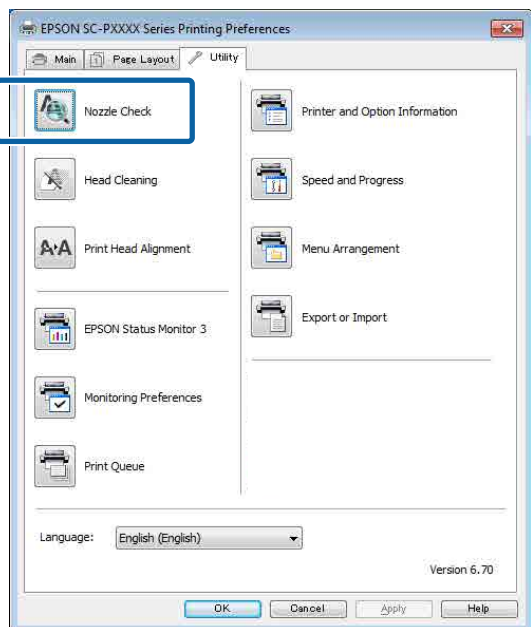 EPSON SC-PXXXX Series Printing Preferences
Main
Page Layout
Utility
Nozzle Check
Printer and Option Information
Head Cleaning
Speed and Progress
A A
Print Head Alignment
Menu Arrangement
Export or Import
EPSON Status Monitor 3
Monitoring Preferences
Print Queue
Language: English (English)
Version 6.70
OK Cancel Apply Help